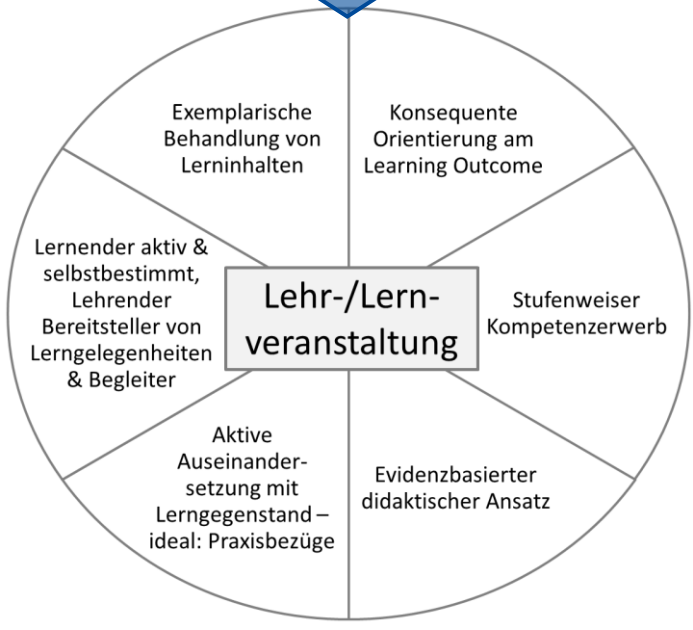 Exemplarische
Behandlung von
Lerninhalten
Konsequente
Orientierung am
Learning Outcome
Lernender aktiv &
selbstbestimmt,
Lehrender
Bereitsteller von
Lerngelegenheiten
& Begleiter
Lehr-/Lern-
veranstaltung
Stufenweiser
Kompetenzerwerb
Aktive
Auseinander-
setzung mit
Lerngegenstand –
ideal: Praxisbezüge
Evidenzbasierter
didaktischer Ansatz